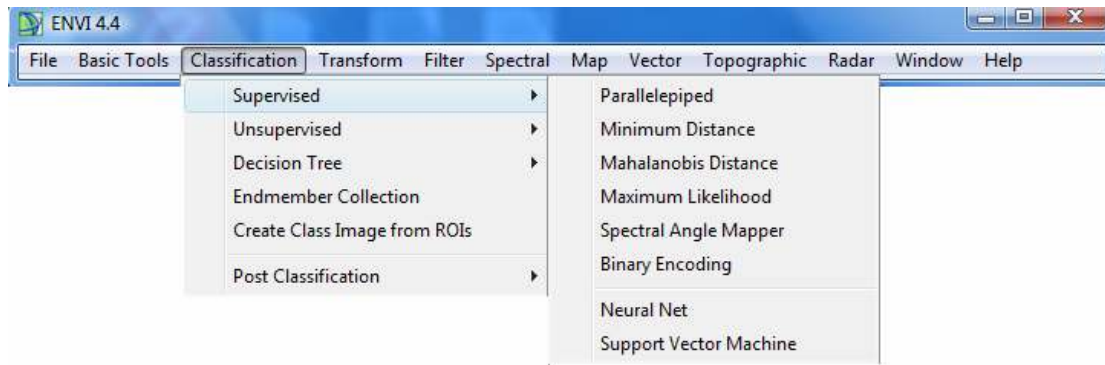 ENVI 4.4
File Basic Tools Classification Transform Filter Spectral Map Vector Topographic Radar Window Help
Supervised
Unsupervised
Decision Tree
Endmember Collection
Create Class Image from ROIs
Post Classification
Parallelepiped
Minimum Distance
Mahalanobis Distance
Maximum Likelihood
Spectral Angle Mapper
Binary Encoding
Neural Net
Support Vector Machine